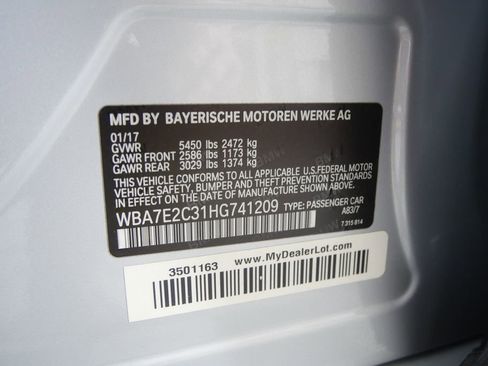 MFD BY BAYERISCHE MOTOREN WERKE AG
01/17
GVWR 5450 lbs 2472 kg
GAWR FRONT 2586 lbs 1173 kg
GAWR REAR 3029 lbs 1374 kg
THIS VEHICLE CONFORMS TO ALL APPLICABLE U.S. FEDERAL MOTOR
VEHICLE SAFETY, BUMPER, AND THEFT PREVENTION STANDARDS
IN EFFECT ON THE DATE OF MANUFACTURE SHOWN ABOVE.
WBA7E2C31HG741209 TYPE: PASSENGER CAR
A83/7
T 315 814
3501163 www.MyDealerLot.com